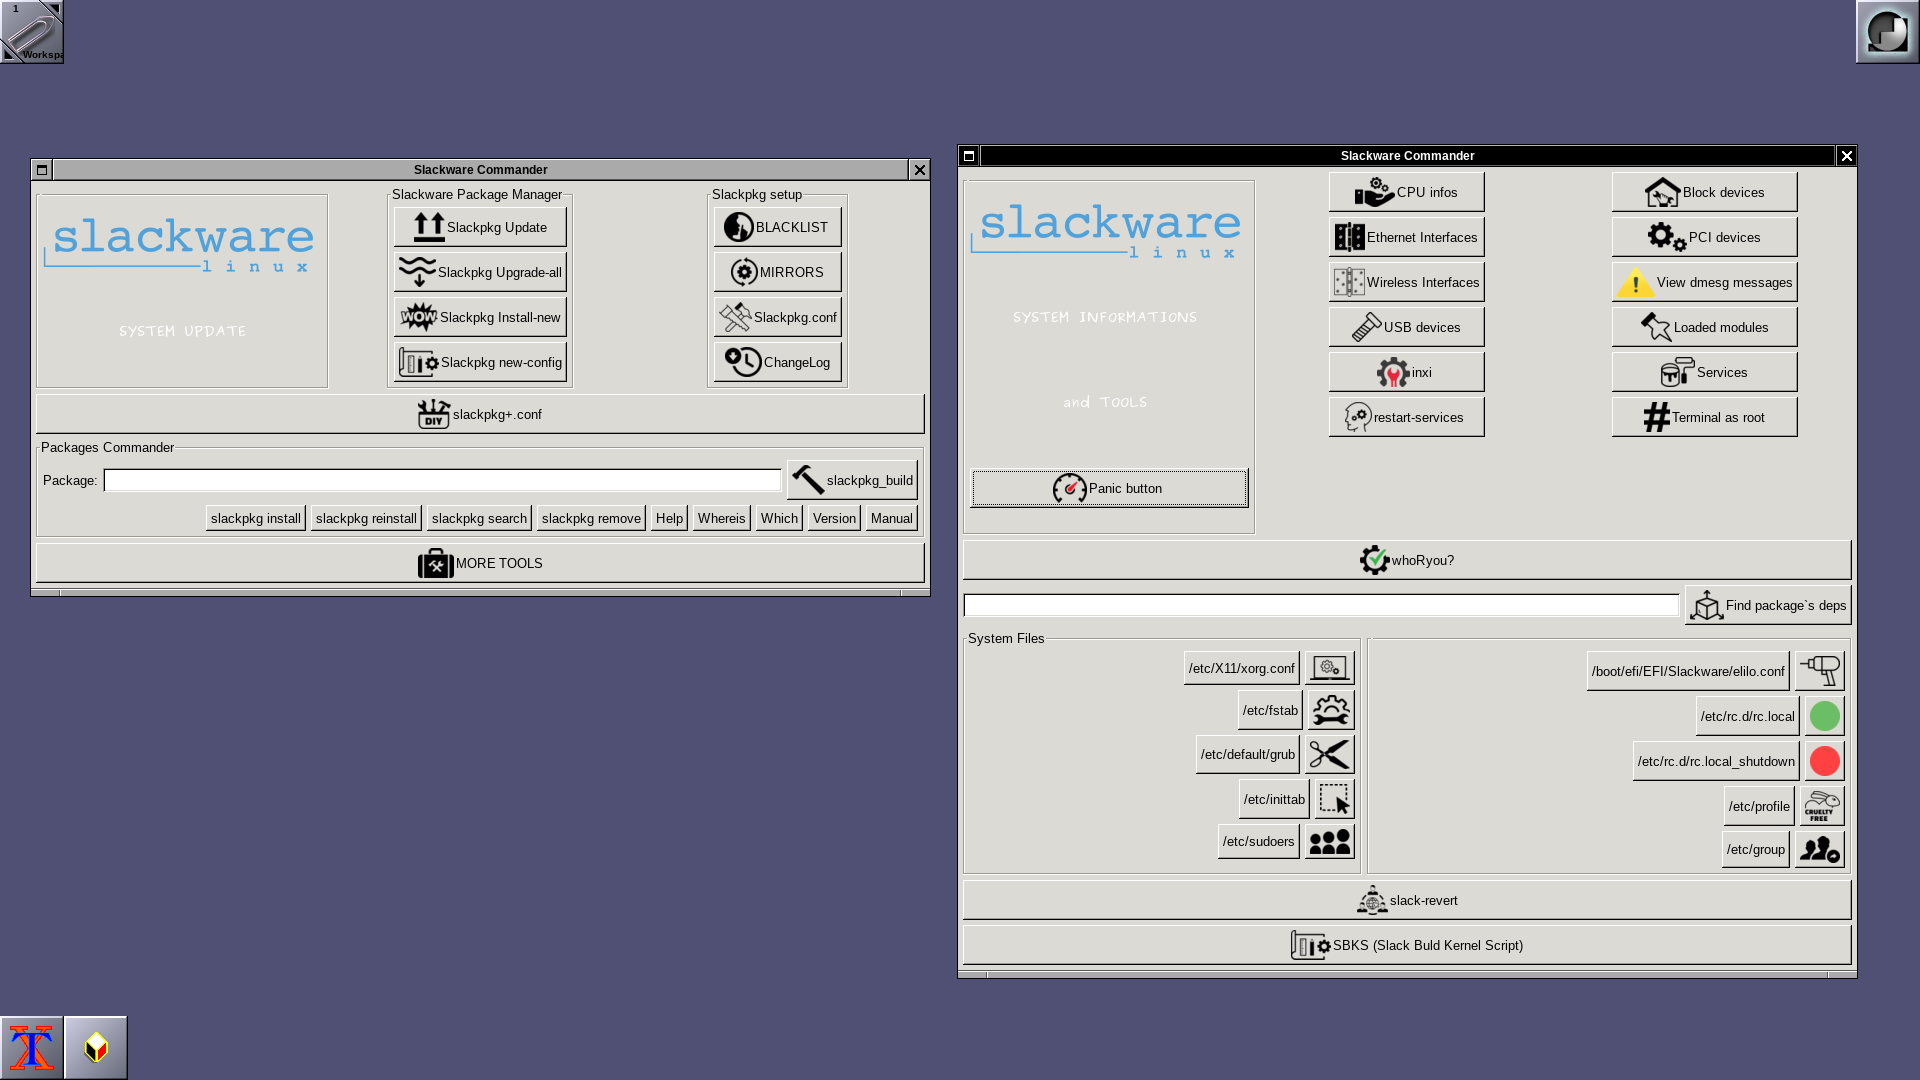 1
Workspa
Slackware Commander
slackware
linux
SYSTEM UPDATE
Slackware Package Manager
Slackpkg Update
Slackpkg Upgrade-all
WOW
Slackpkg Install-new
Slackpkg new-config
Slackpkg setup
BLACKLIST
MIRRORS
Slackpkg.conf
ChangeLog
DIY
slackpkg+.conf
Packages Commander
Package:
slackpkg_build
slackpkg install
slackpkg reinstall
slackpkg search
slackpkg remove
Help
Whereis
Which
Version
Manual
MORE TOOLS
Slackware Commander
slackware
linux
SYSTEM INFORMATIONS
and TOOLS
Panic button
CPU infos
Ethernet Interfaces
Wireless Interfaces
USB devices
inxi
restart-services
Block devices
PCI devices
View dmesg messages
Loaded modules
Services
Terminal as root
whoRyou?
Find package`s deps
System Files
/etc/X11/xorg.conf
/etc/fstab
/etc/default/grub
/etc/inittab
/etc/sudoers
/boot/efi/EFI/Slackware/elilo.conf
/etc/rc.d/rc.local
/etc/rc.d/rc.local_shutdown
/etc/profile
CRUELTY
FREE
/etc/group
slack-revert
SBKS (Slack Buld Kernel Script)